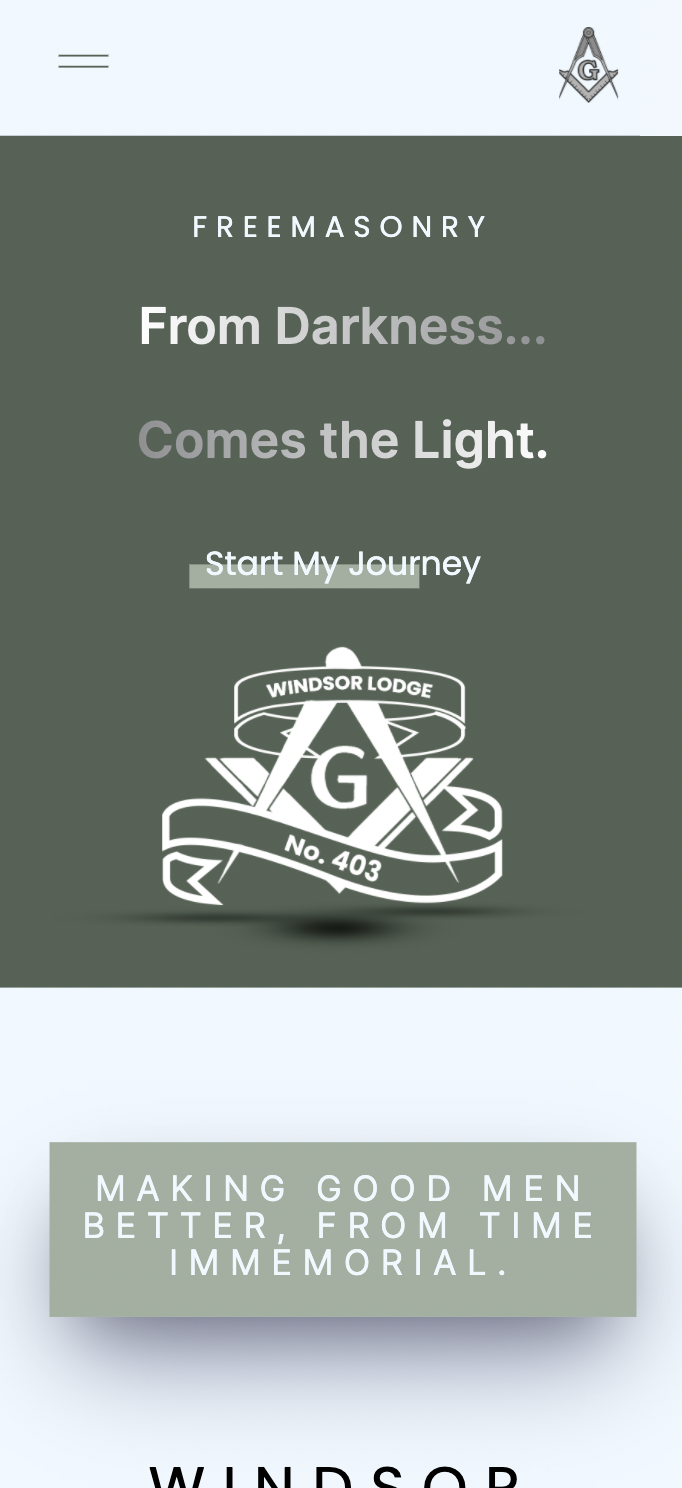 G
FREEMASONRY
From Darkness...
Comes the Light.
Start My Journey
WINDSOR LODGE
G
No. 403
MAKING GOOD MEN
BETTER, FROM TIME
IMMEMORIAL.
WINDSOR